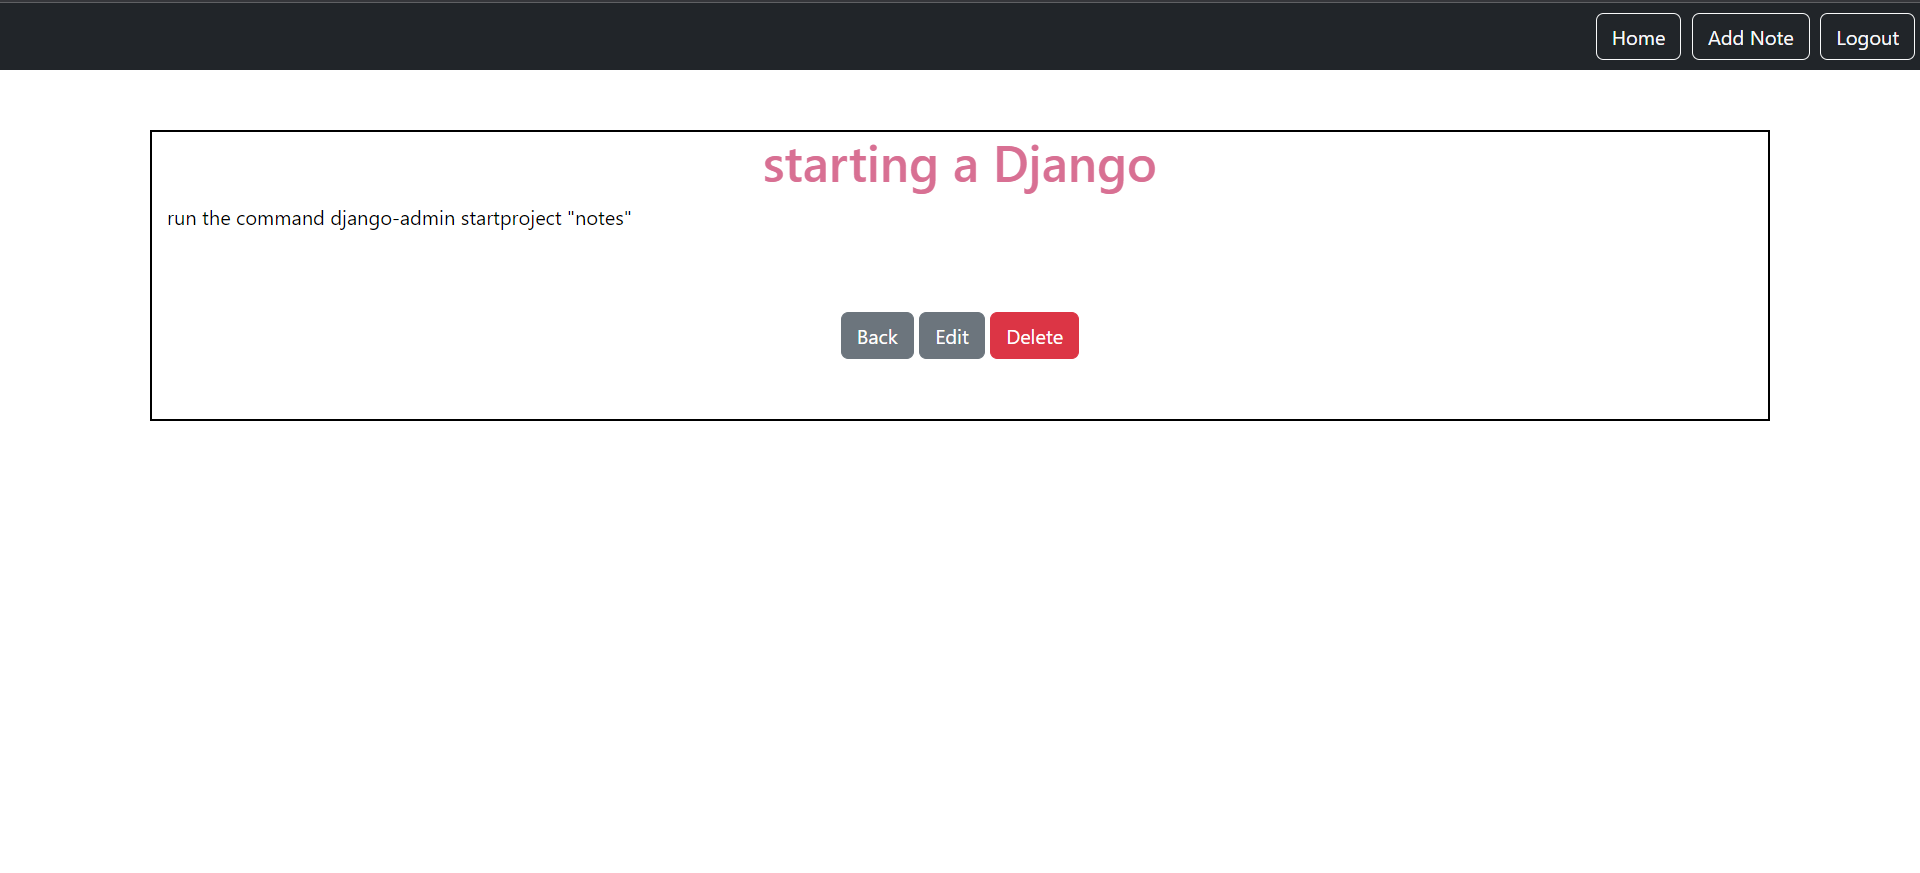 Home Add Note Logout
starting a Django
run the command django-admin startproject "notes"
Back Edit Delete